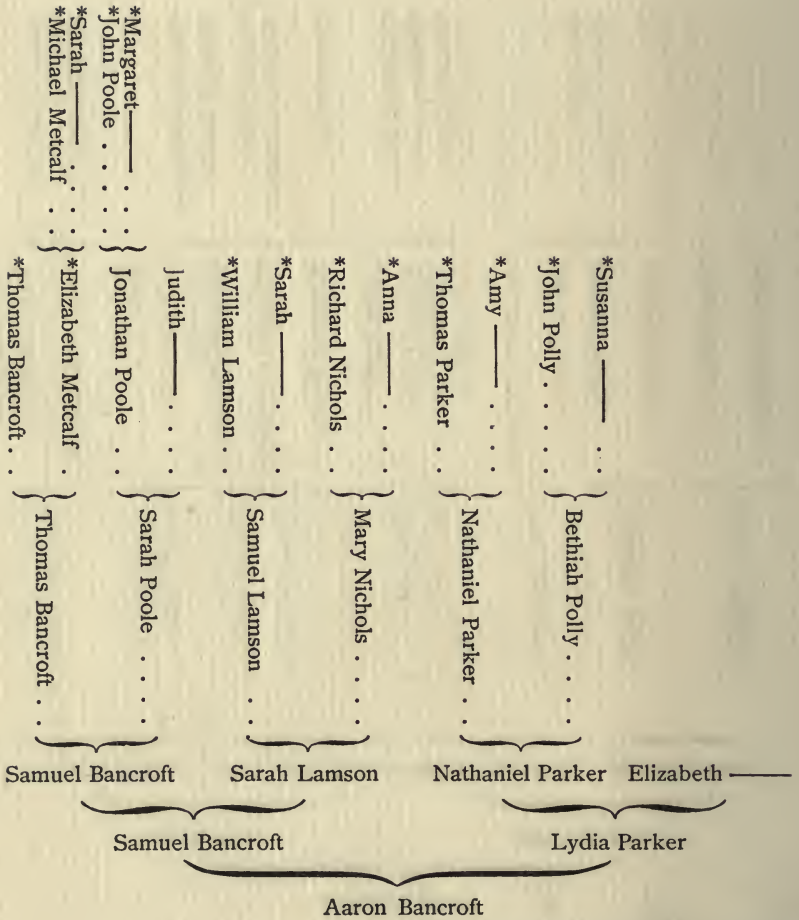 *Margaret—— . . .
*John Poole . . . . .
*Sarah —— . . . .
*Michael Metcalf . .
*Susanna —— . .
*John Polly . . . . .
*Amy —— . . . .
*Thomas Parker . .
*Anna —— . . . .
*Richard Nichols . .
*Sarah —— . . . .
*William Lamson . .
Judith —— . . . .
Jonathan Poole . .
*Elizabeth Metcalf .
*Thomas Bancroft . .
Bethiah Polly . . . .
Nathaniel Parker . .
Mary Nichols . . . .
Samuel Lamson . .
Sarah Poole . . . .
Thomas Bancroft . .
Samuel Bancroft Sarah Lamson Nathaniel Parker Elizabeth ——
Samuel Bancroft Lydia Parker
Aaron Bancroft